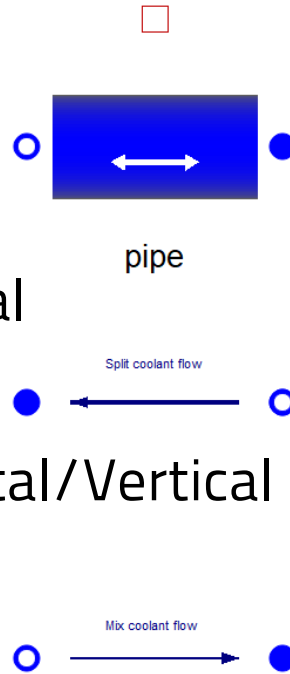 pipe
al
Split coolant flow
tal/Vertical
Mix coolant flow